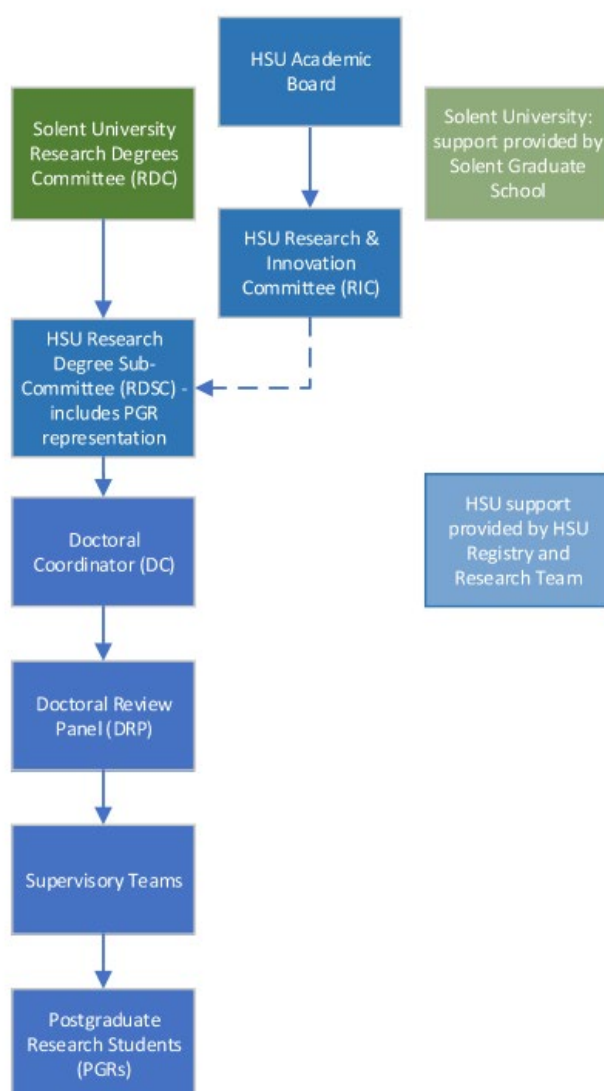 HSU Academic
Board
Solent University
Research Degrees
Committee (RDC)
Solent University:
support provided by
Solent Graduate
School
HSU Research &
Innovation
Committee (RIC)
HSU Research
Degree Sub-
Committee (RDSC) -
includes PGR
representation
HSU support
provided by HSU
Registry and
Research Team
Doctoral
Coordinator (DC)
Doctoral Review
Panel (DRP)
Supervisory Teams
Postgraduate
Research Students
(PGRs)